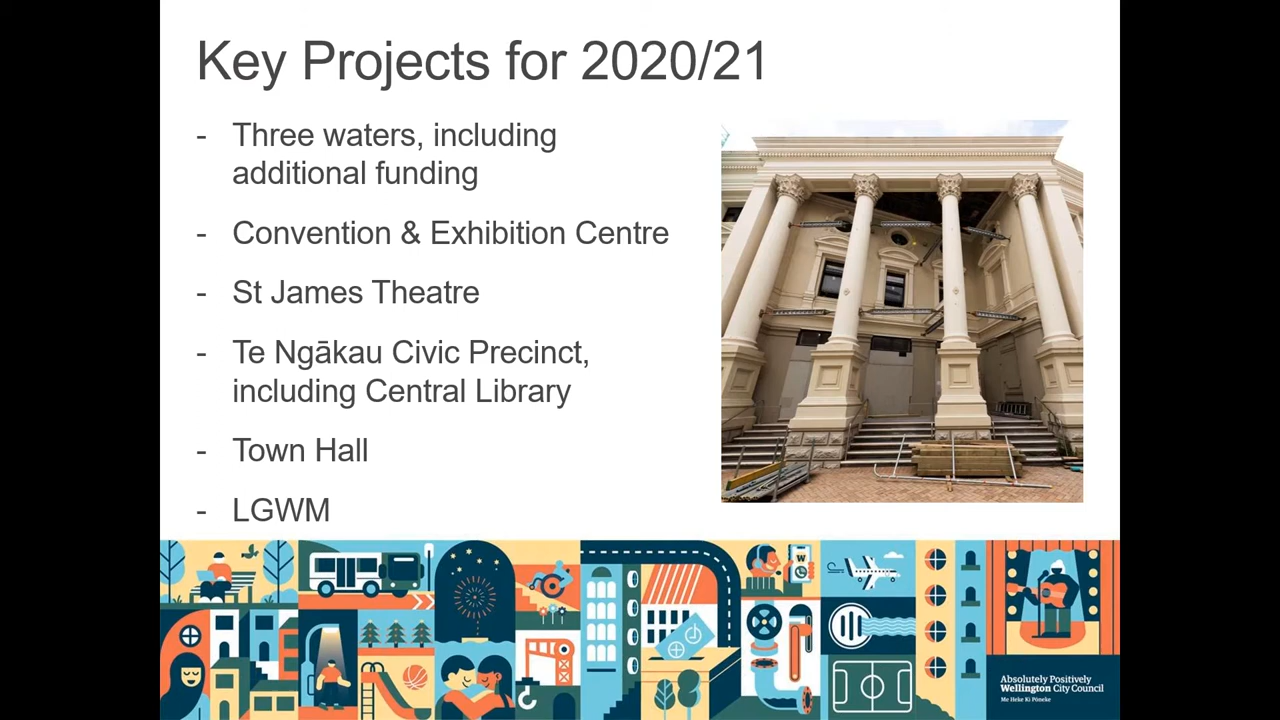 Key Projects for 2020/21
- Three waters, including
additional funding
- Convention & Exhibition Centre
- St James Theatre
- Te Ngākau Civic Precinct,
including Central Library
- Town Hall
- LGWM
W
Absolutely Positively
Wellington City Council
Me Heke Ki Pōneke